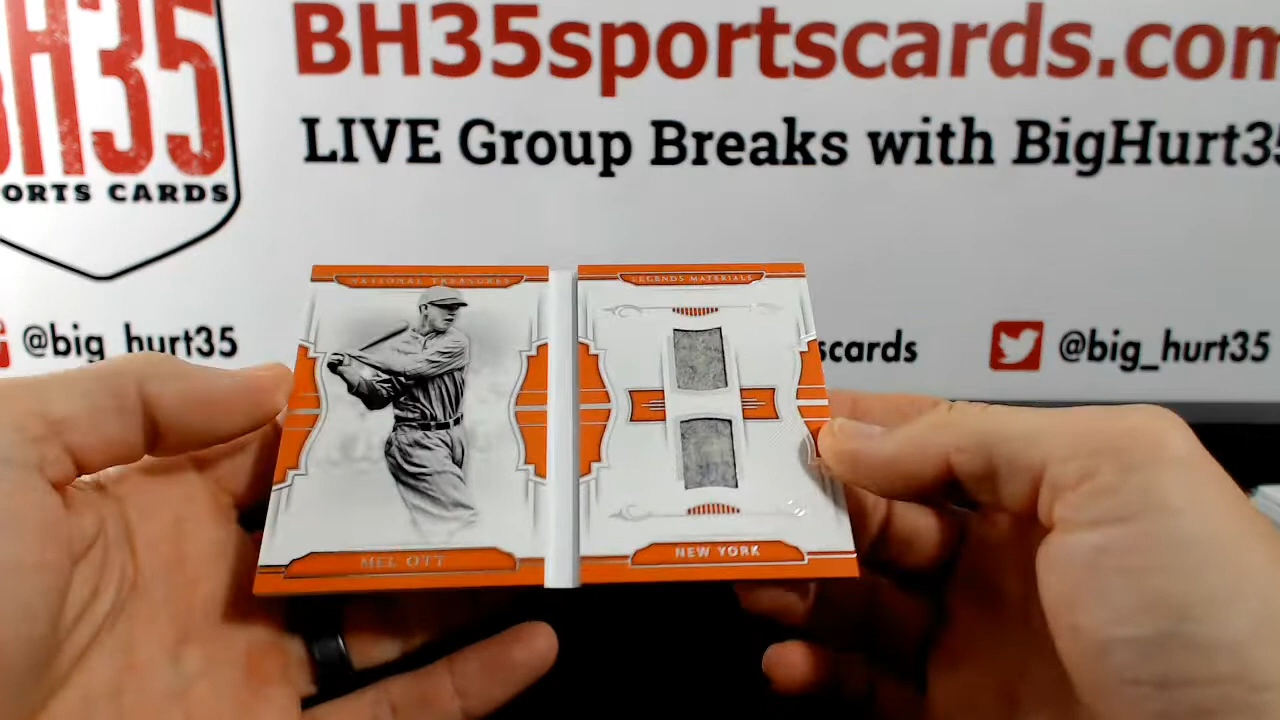 BH35
ORTS CARDS
BH35sportscards.com
LIVE Group Breaks with BigHurt35
@big_hurt35
scards
@big_hurt35
NATIONAL TREASURES
MEL OTT
LEGENDS MATERIALS
NEW YORK